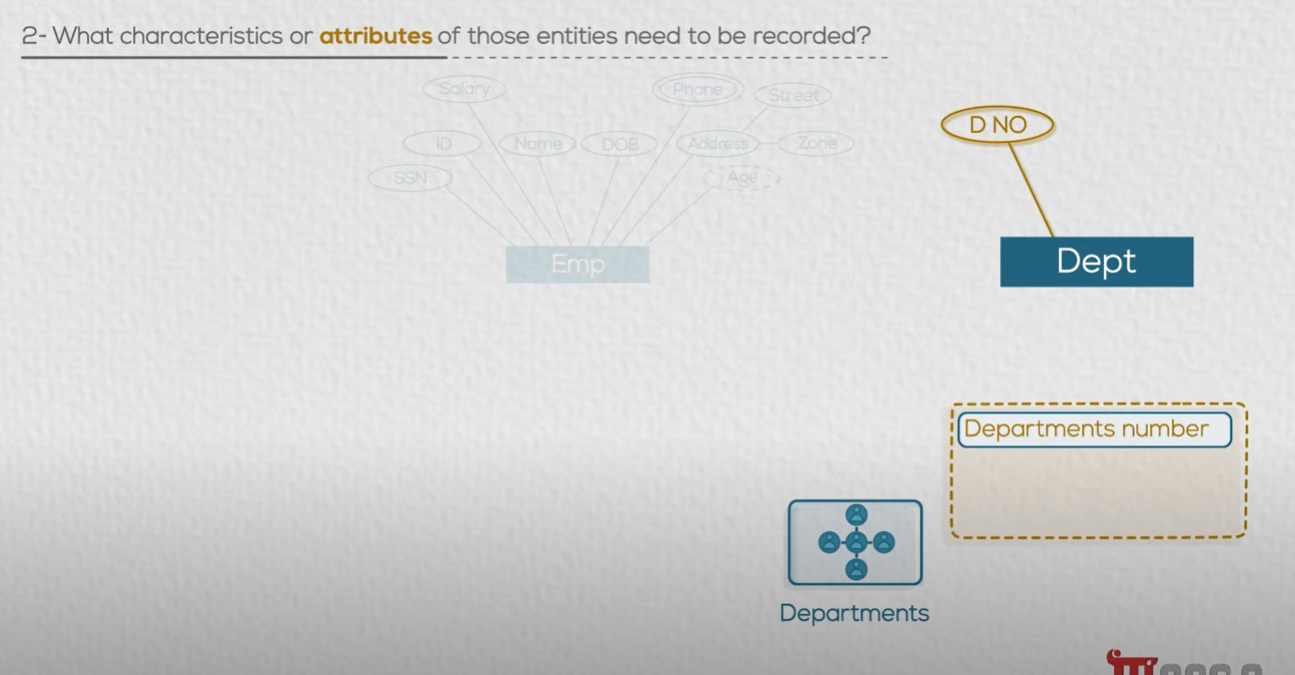 2- What characteristics or attributes of those entities need to be recorded?
Salary
Phone
Street
D NO
ID
Name
DOB
Address
Zone
SSN
Age
Emp
Dept
Departments number
Departments